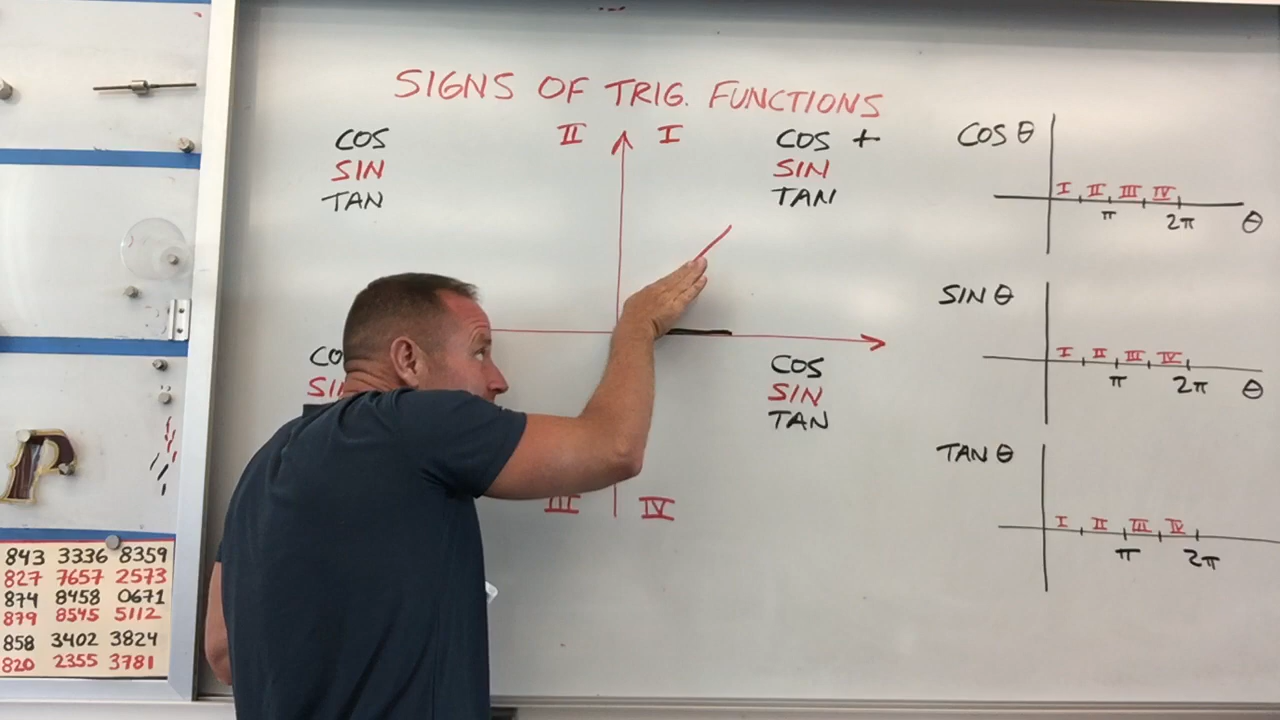 SIGNS OF TRIG. FUNCTIONS
COS
SIN
TAN
II I
COS +
SIN
TAN
COS
SIN
TAN
III IV
COS θ
I II III IV
π 2π θ
SIN θ
I II III IV
π 2π θ
TAN θ
I II III IV
π 2π
843 3336 8359
827 7657 2573
874 8458 0671
879 8545 5112
858 3402 3824
820 2355 3781